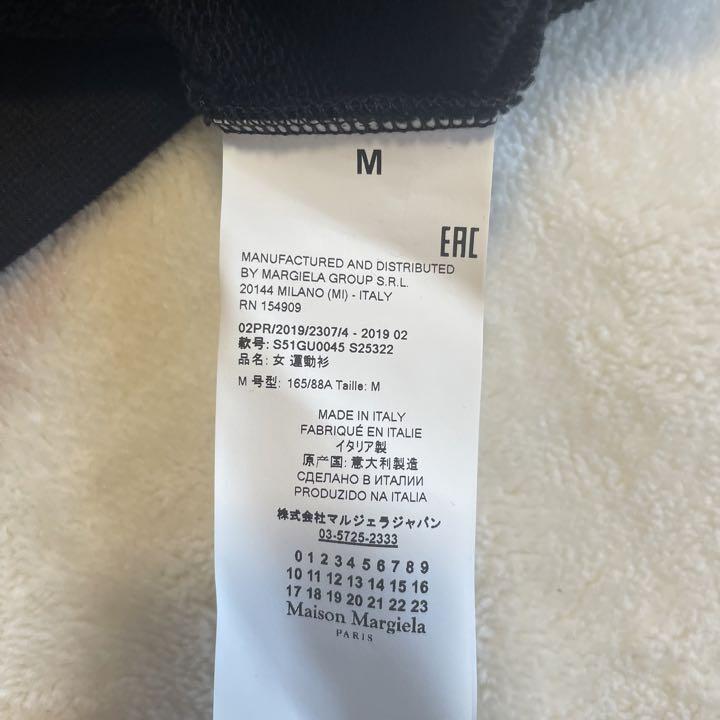 M
EAC
MANUFACTURED AND DISTRIBUTED
BY MARGIELA GROUP S.R.L.
20144 MILANO (MI) - ITALY
RN 154909
02PR/2019/2307/4 - 2019 02
款号: S51GU0045 S25322
品名: 女 運動衫
M 号型: 165/88A Taille: M
MADE IN ITALY
FABRIQUÉ EN ITALIE
イタリア製
原产国: 意大利製造
СДЕЛАНО В ИТАЛИИ
PRODUZIDO NA ITALIA
株式会社マルジェラジャパン
03-5725-2333
0 1 2 3 4 5 6 7 8 9
10 11 12 13 14 15 16
17 18 19 20 21 22 23
Maison Margiela
PARIS